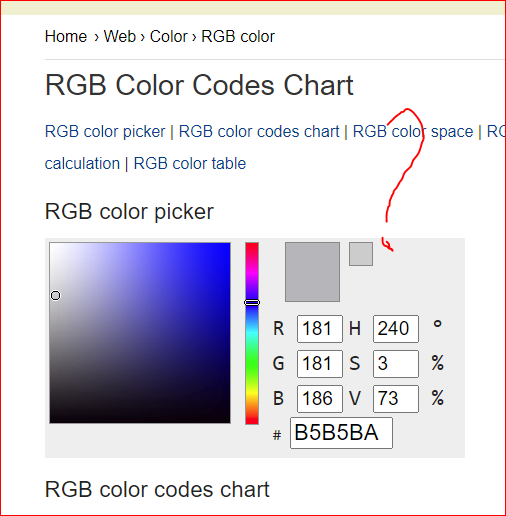 Home › Web › Color › RGB color
RGB Color Codes Chart
RGB color picker | RGB color codes chart | RGB color space | RG
calculation | RGB color table
RGB color picker
R 181 H 240 °
G 181 S 3 %
B 186 V 73 %
# B5B5BA
RGB color codes chart